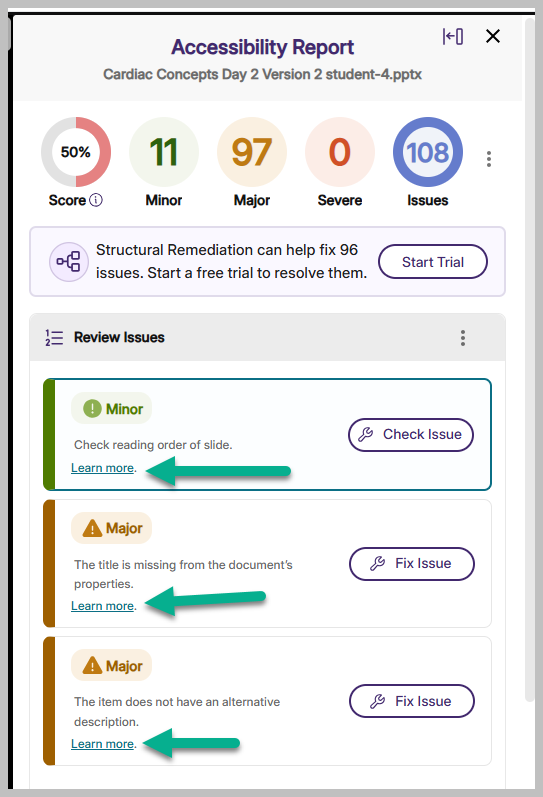 Accessibility Report
Cardiac Concepts Day 2 Version 2 student-4.pptx
50%
11
97
0
108
Score
Minor
Major
Severe
Issues
Structural Remediation can help fix 96
issues. Start a free trial to resolve them.
Start Trial
Review Issues
Minor
Check reading order of slide.
Learn more.
Check Issue
Major
The title is missing from the document’s
properties.
Learn more.
Fix Issue
Major
The item does not have an alternative
description.
Learn more.
Fix Issue